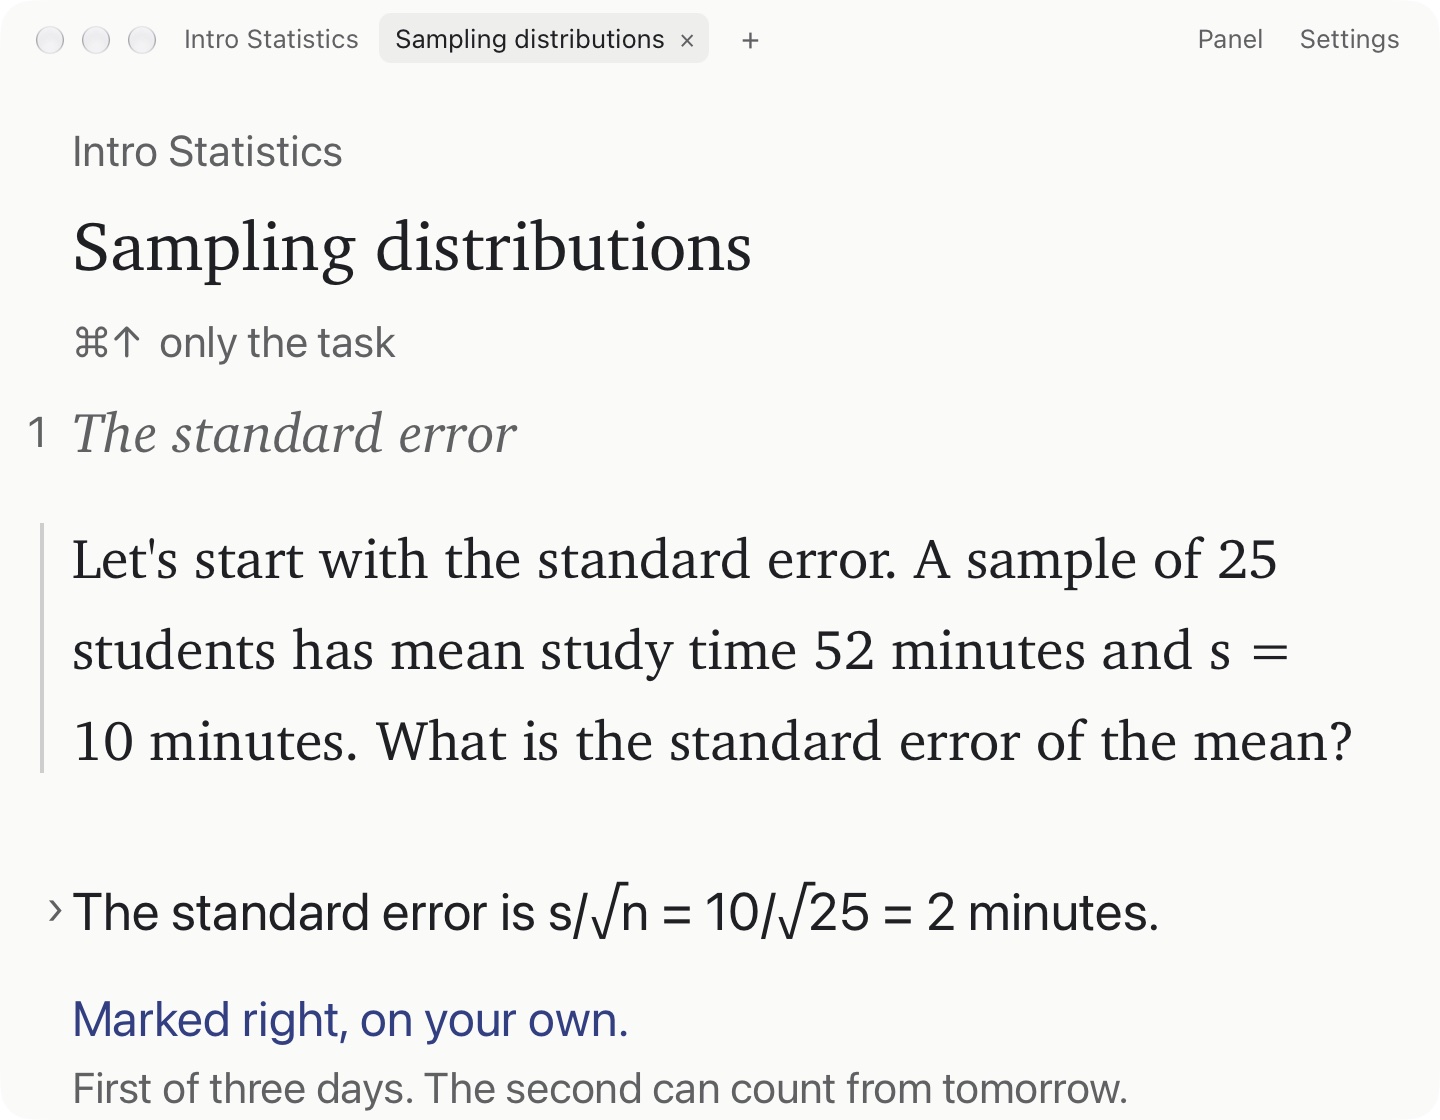 Intro Statistics
Sampling distributions ×
+
Panel
Settings
Intro Statistics
Sampling distributions
⌘↑ only the task
1 The standard error
Let's start with the standard error. A sample of 25
students has mean study time 52 minutes and s =
10 minutes. What is the standard error of the mean?
› The standard error is s/√n = 10/√25 = 2 minutes.
Marked right, on your own.
First of three days. The second can count from tomorrow.